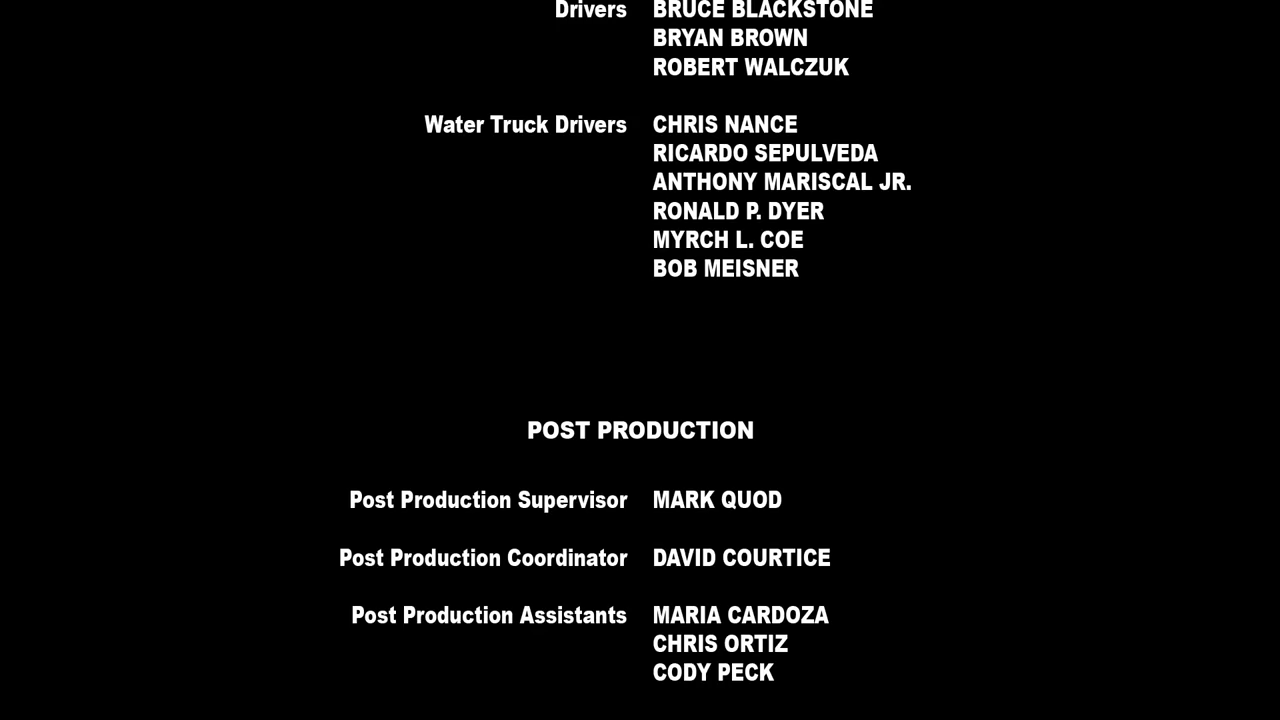 Drivers BRUCE BLACKSTONE
BRYAN BROWN
ROBERT WALCZUK
Water Truck Drivers CHRIS NANCE
RICARDO SEPULVEDA
ANTHONY MARISCAL JR.
RONALD P. DYER
MYRCH L. COE
BOB MEISNER
POST PRODUCTION
Post Production Supervisor MARK QUOD
Post Production Coordinator DAVID COURTICE
Post Production Assistants MARIA CARDOZA
CHRIS ORTIZ
CODY PECK